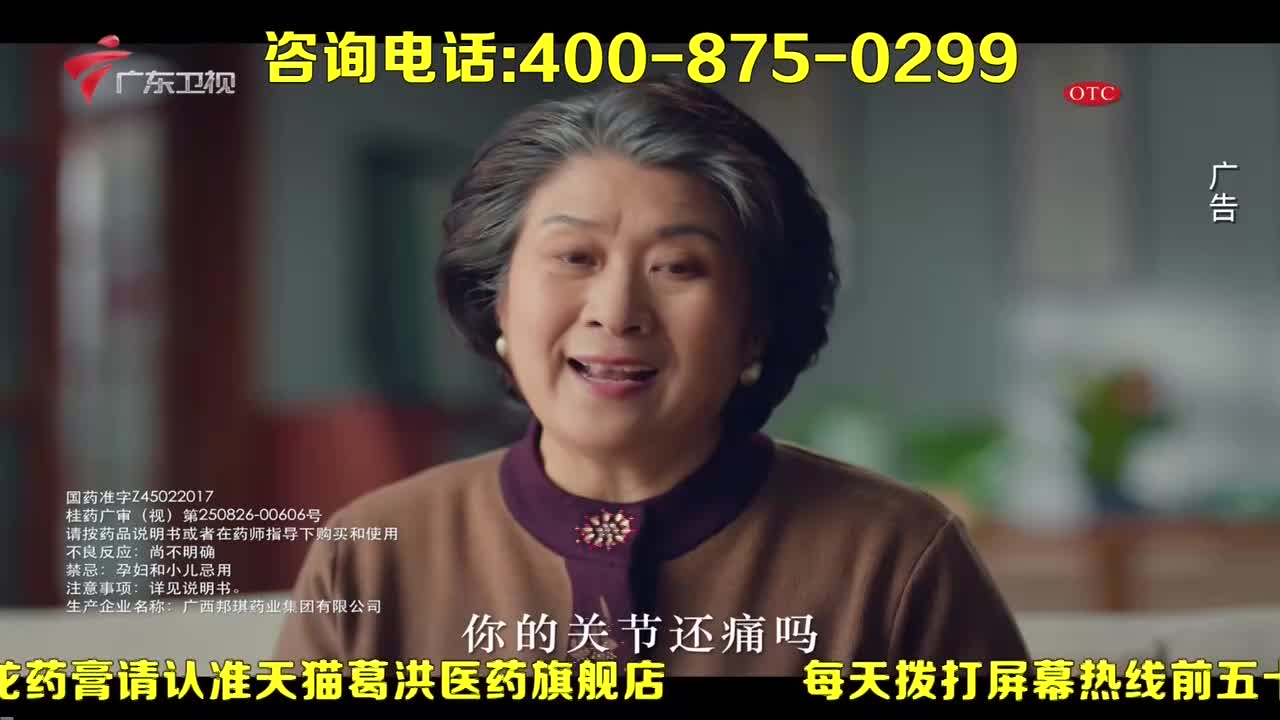 咨询电话:400-875-0299
广东卫视
OTC
广告
国药准字Z45022017
桂药广审（视）第250826-00606号
请按药品说明书或者在药师指导下购买和使用
不良反应：尚不明确
禁忌：孕妇和小儿忌用
注意事项：详见说明书。
生产企业名称：广西邦琪药业集团有限公司
你的关节还痛吗
药膏请认准天猫葛洪医药旗舰店 每天拨打屏幕热线前五